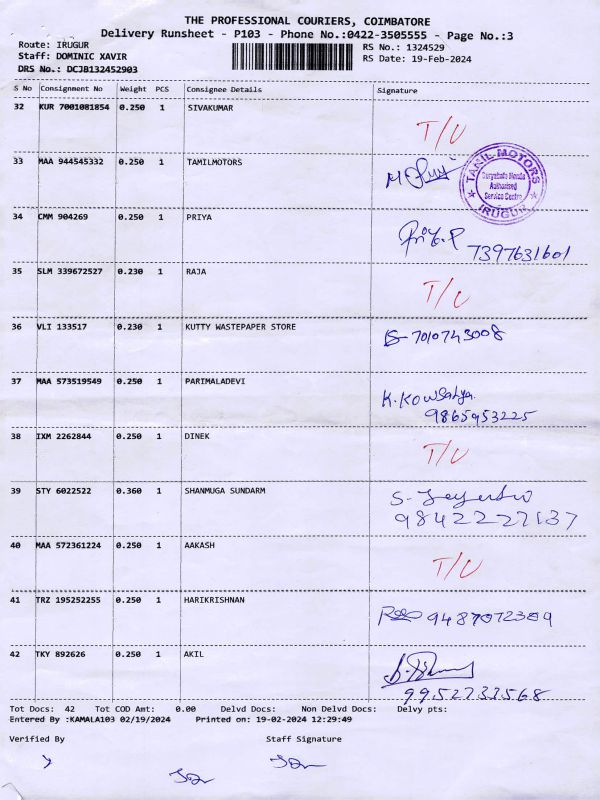 THE PROFESSIONAL COURIERS, COIMBATORE
Delivery Runsheet - P103 - Phone No.:0422-3505555 - Page No.:3
Route: IRUGUR RS No.: 1324529
Staff: DOMINIC XAVIR RS Date: 19-Feb-2024
DRS No.: DCJB132452903
S No Consignment No Weight PCS Consignee Details Signature
32 KUR 7001081854 0.250 1 SIVAKUMAR
T/U
33 MAA 944545332 0.250 1 TAMILMOTORS
TAMIL MOTORS
Authorised
Service Centre
IRUGUR
34 CMM 904269 0.250 1 PRIYA
Priya.P
7397631601
35 SLM 339672527 0.230 1 RAJA
T/U
36 VLI 133517 0.230 1 KUTTY WASTEPAPER STORE
7010743008
37 MAA 573519549 0.250 1 PARIMALADEVI
K.Kowsalya.
9865953225
38 IXM 2262844 0.250 1 DINEK
T/U
39 STY 6022522 0.360 1 SHANMUGA SUNDARM
9842227137
40 MAA 572361224 0.250 1 AAKASH
T/U
41 TRZ 195252255 0.250 1 HARIKRISHNAN
9487072309
42 TKY 892626 0.250 1 AKIL
9952733568
Tot Docs: 42 Tot COD Amt: 0.00 Delvd Docs: Non Delvd Docs: Delvy pts:
Entered By :KAMALA103 02/19/2024 Printed on: 19-02-2024 12:29:49
Verified By Staff Signature